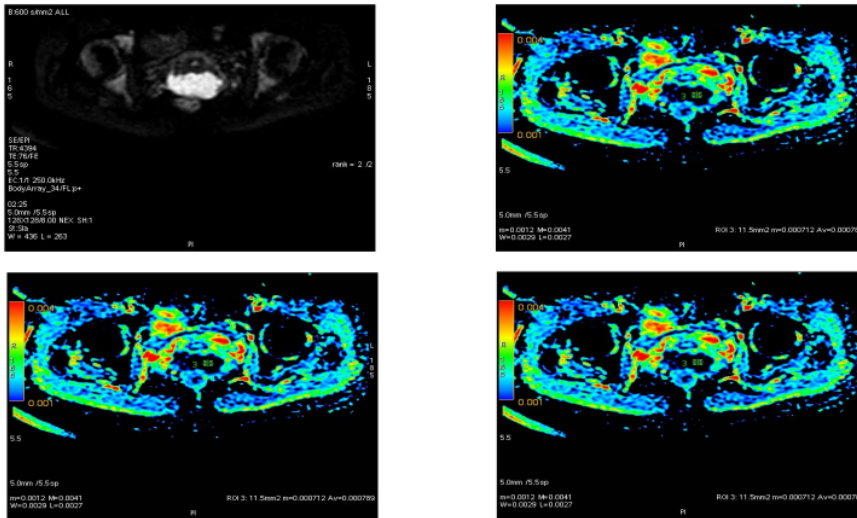 B:600 s/mm2 ALL
R
L
1
6
5
1
8
5
SE/EPI
TR:4394
TE:76/FE
5.5sp
5.5
EC:1/1 250.0kHz
BodyArray_34/FL:p+
rank = 2 /2
02:25
5.0mm /5.5sp
128X128/8.00 NEX SH:1
St:Sla
W = 436 L = 263
PI
0.004
0.001
3
5.5
5.0mm /5.5sp
m=0.0012 M=0.0041
W=0.0029 L=0.0027
ROI 3: 11.5mm2 m=0.000712 Av=0.00078
PI
0.004
0.001
3
L
1
8
5
5.5
5.0mm /5.5sp
m=0.0012 M=0.0041
W=0.0029 L=0.0027
ROI 3: 11.5mm2 m=0.000712 Av=0.000789
PI
0.004
0.001
3
5.5
5.0mm /5.5sp
m=0.0012 M=0.0041
W=0.0029 L=0.0027
ROI 3: 11.5mm2 m=0.000712
PI